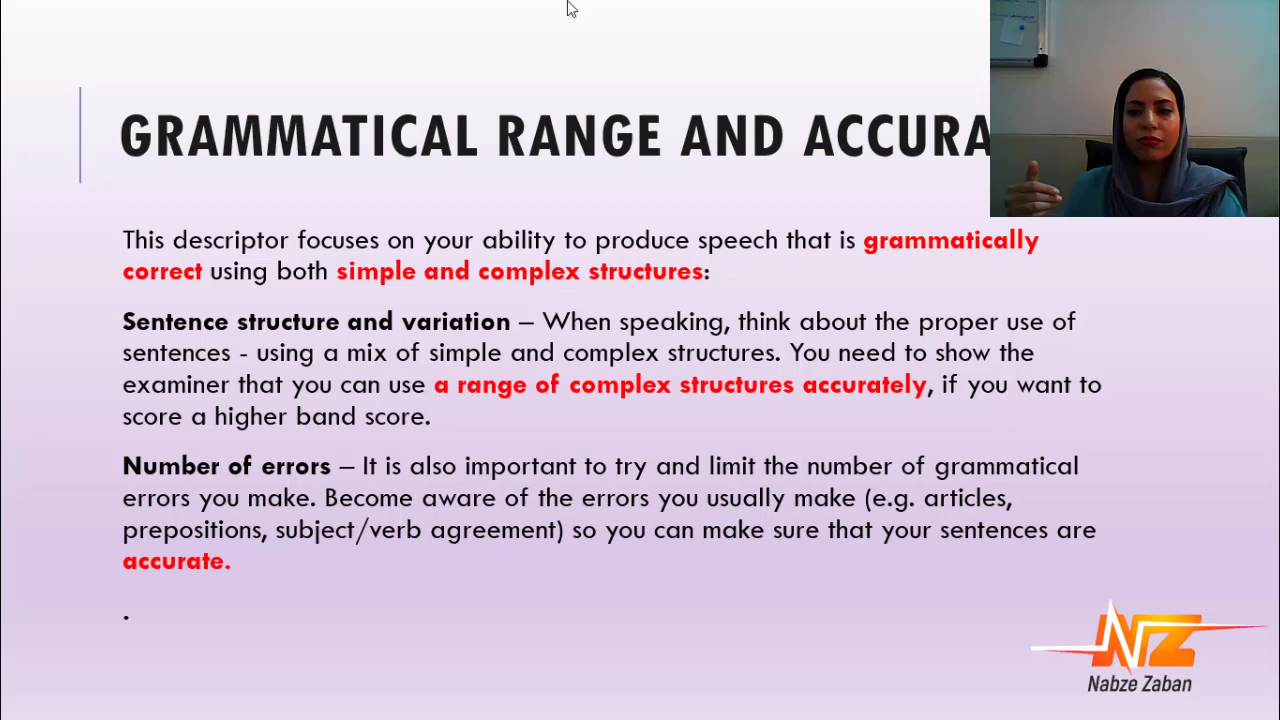 GRAMMATICAL RANGE AND ACCURA
This descriptor focuses on your ability to produce speech that is grammatically
correct using both simple and complex structures:
Sentence structure and variation – When speaking, think about the proper use of
sentences - using a mix of simple and complex structures. You need to show the
examiner that you can use a range of complex structures accurately, if you want to
score a higher band score.
Number of errors – It is also important to try and limit the number of grammatical
errors you make. Become aware of the errors you usually make (e.g. articles,
prepositions, subject/verb agreement) so you can make sure that your sentences are
accurate.
.
NZ
Nabze Zaban